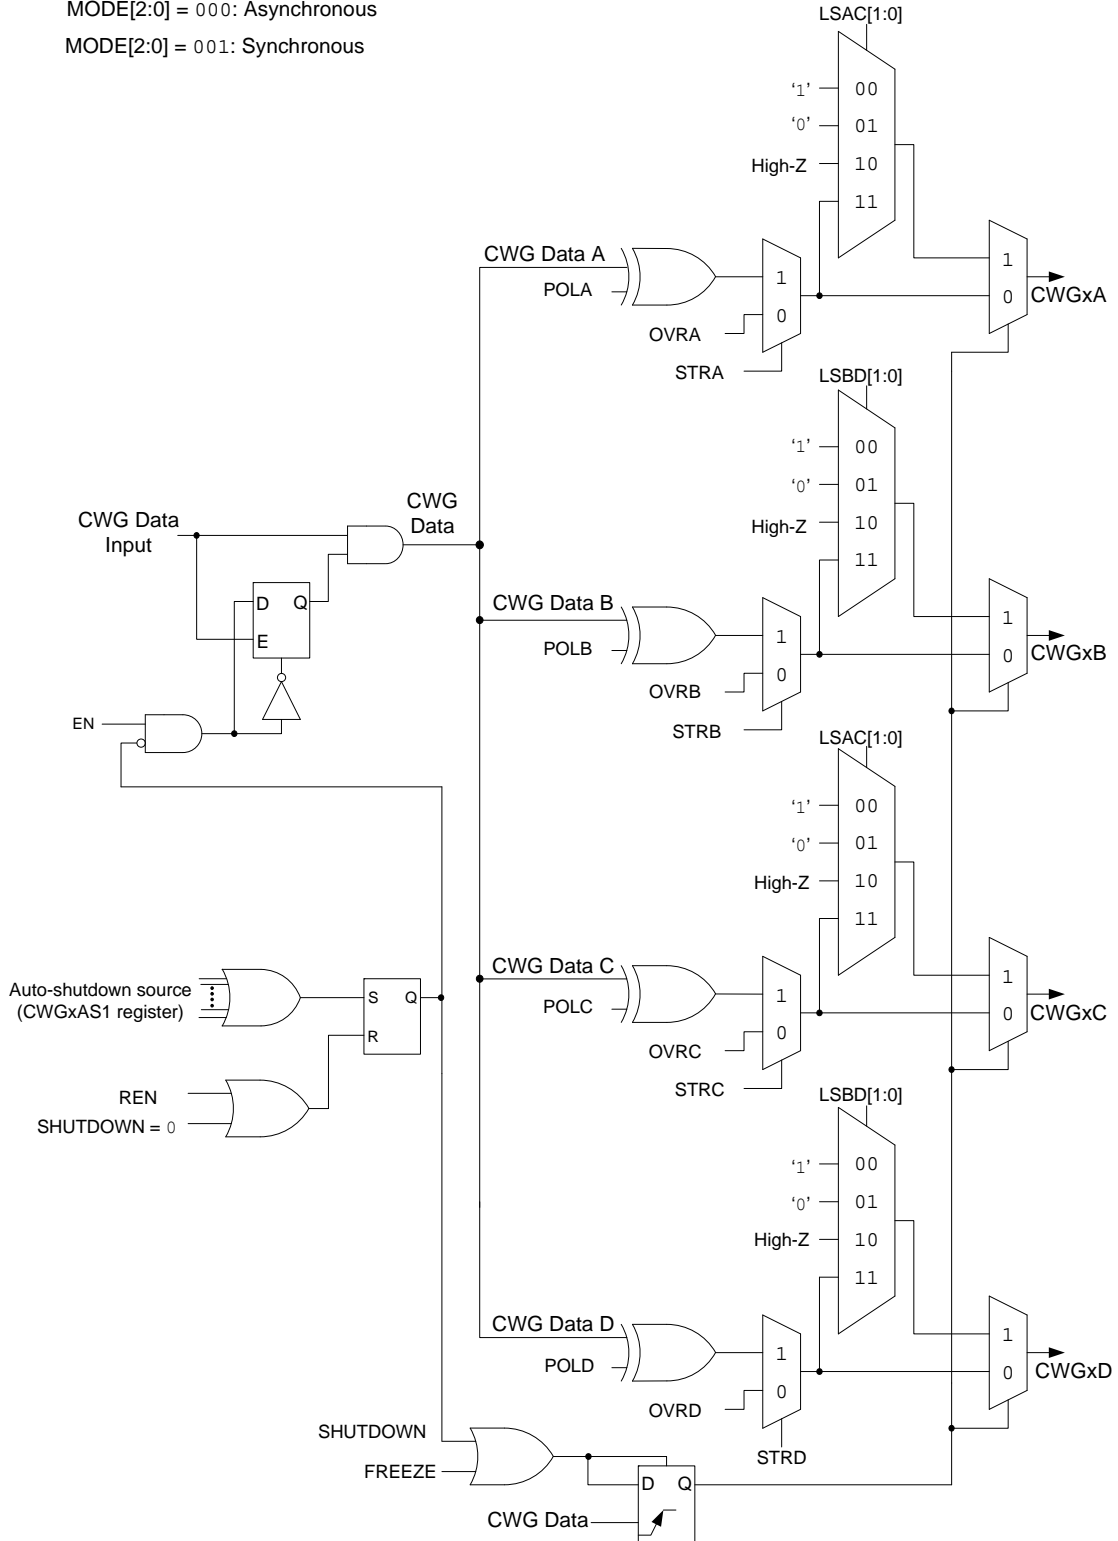 MODE[2:0] = 000: Asynchronous
MODE[2:0] = 001: Synchronous
LSAC[1:0]
‘1’
00
‘0’
01
High-Z
10
11
CWG Data A
POLA
1
0
OVRA
STRA
1
0
CWGxA
LSBD[1:0]
‘1’
00
‘0’
01
High-Z
10
11
CWG Data
Input
CWG
Data
D
Q
E
EN
CWG Data B
POLB
1
0
OVRB
STRB
1
0
CWGxB
LSAC[1:0]
‘1’
00
‘0’
01
High-Z
10
11
CWG Data C
POLC
1
0
OVRC
STRC
1
0
CWGxC
Auto-shutdown source
(CWGxAS1 register)
S
Q
R
REN
SHUTDOWN = 0
LSBD[1:0]
‘1’
00
‘0’
01
High-Z
10
11
CWG Data D
POLD
1
0
OVRD
STRD
1
0
CWGxD
SHUTDOWN
FREEZE
D
Q
CWG Data